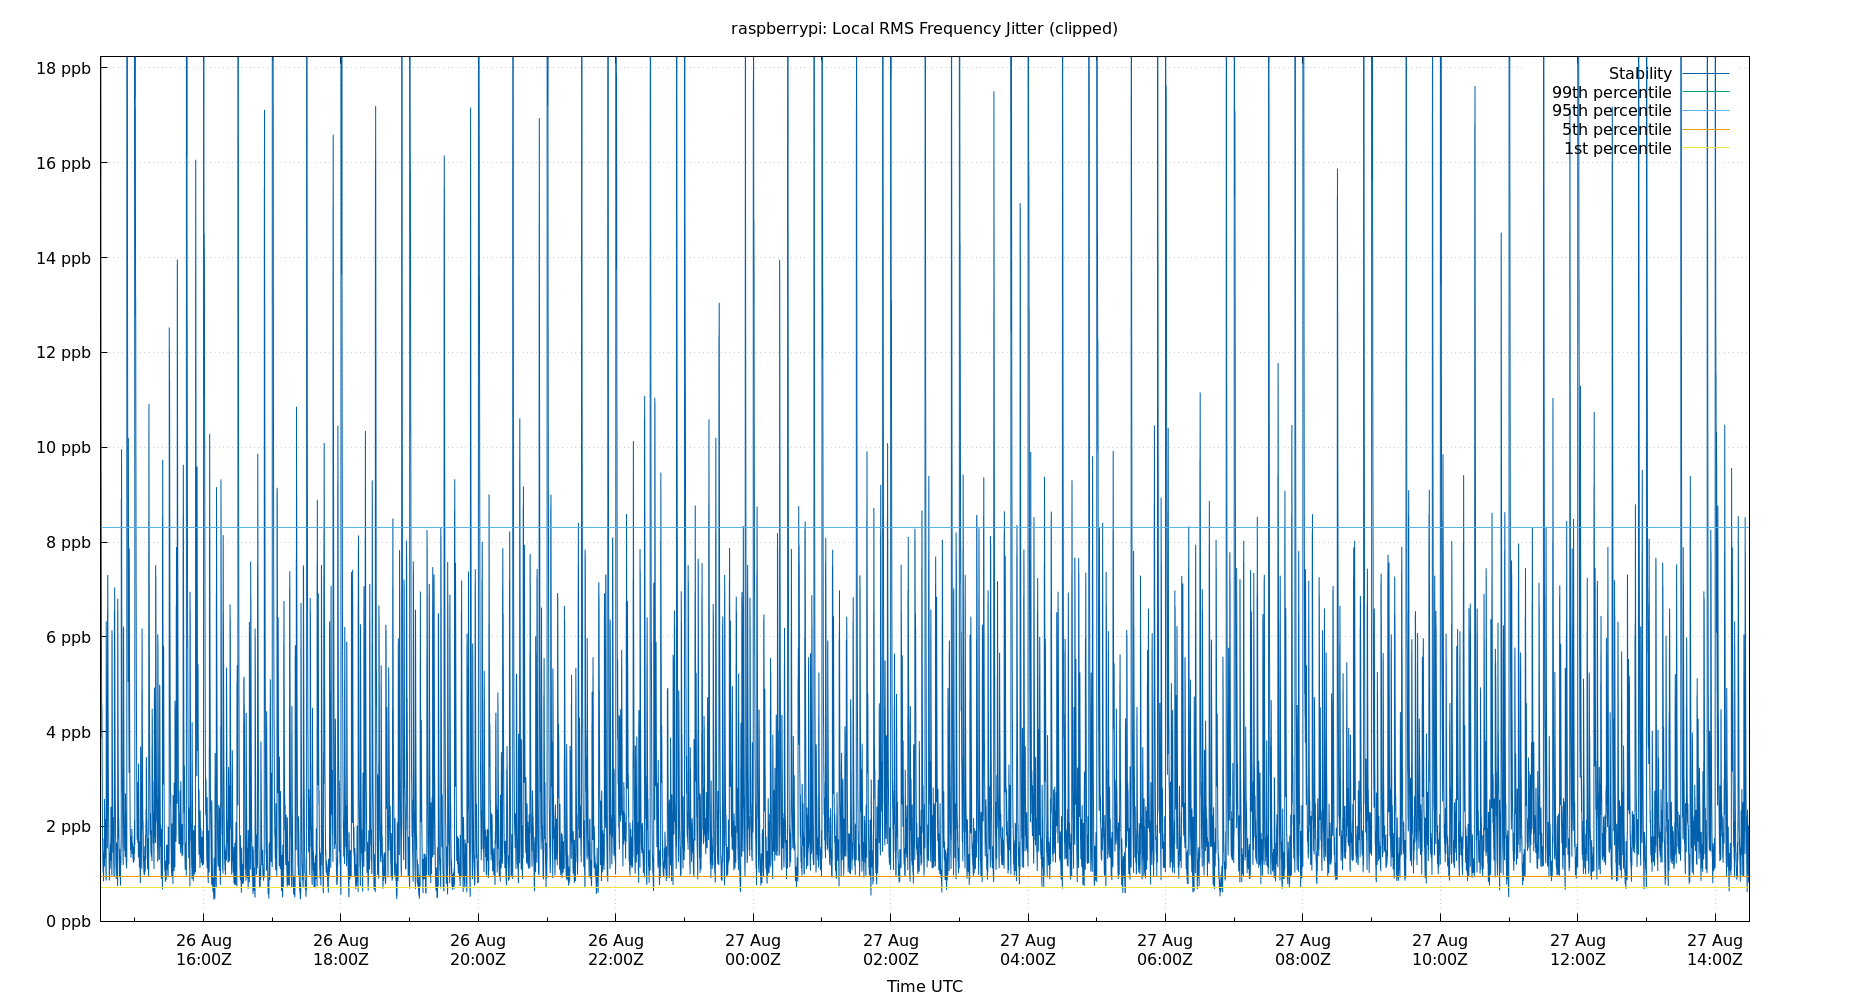 raspberrypi: Local RMS Frequency Jitter (clipped)
18 ppb
16 ppb
14 ppb
12 ppb
10 ppb
8 ppb
6 ppb
4 ppb
2 ppb
0 ppb
Stability
99th percentile
95th percentile
5th percentile
1st percentile
26 Aug
16:00Z
26 Aug
18:00Z
26 Aug
20:00Z
26 Aug
22:00Z
27 Aug
00:00Z
27 Aug
02:00Z
27 Aug
04:00Z
27 Aug
06:00Z
27 Aug
08:00Z
27 Aug
10:00Z
27 Aug
12:00Z
27 Aug
14:00Z
Time UTC